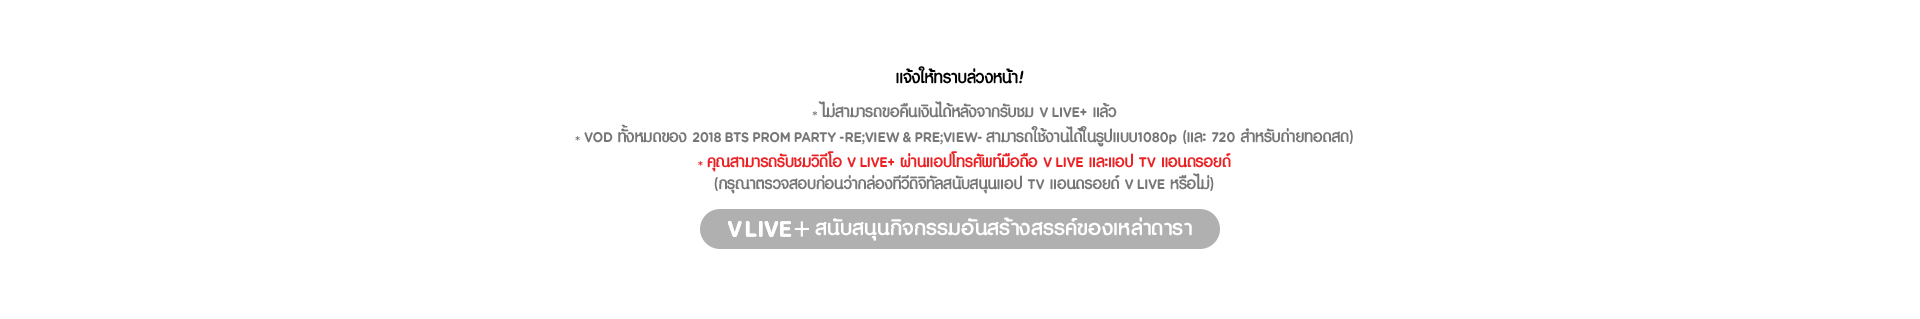 แจ้งให้ทราบล่วงหน้า!
* ไม่สามารถขอคืนเงินได้หลังจากรับชม V LIVE+ แล้ว
* VOD ทั้งหมดของ 2018 BTS PROM PARTY -RE;VIEW & PRE;VIEW- สามารถใช้งานได้ในรูปแบบ1080p (และ 720 สำหรับถ่ายทอดสด)
* คุณสามารถรับชมวิดีโอ V LIVE+ ผ่านแอปโทรศัพท์มือถือ V LIVE และแอป TV แอนดรอยด์
(กรุณาตรวจสอบก่อนว่ากล่องทีวีดิจิทัลสนับสนุนแอป TV แอนดรอยด์ V LIVE หรือไม่)
V LIVE+ สนับสนุนกิจกรรมอันสร้างสรรค์ของเหล่าดารา